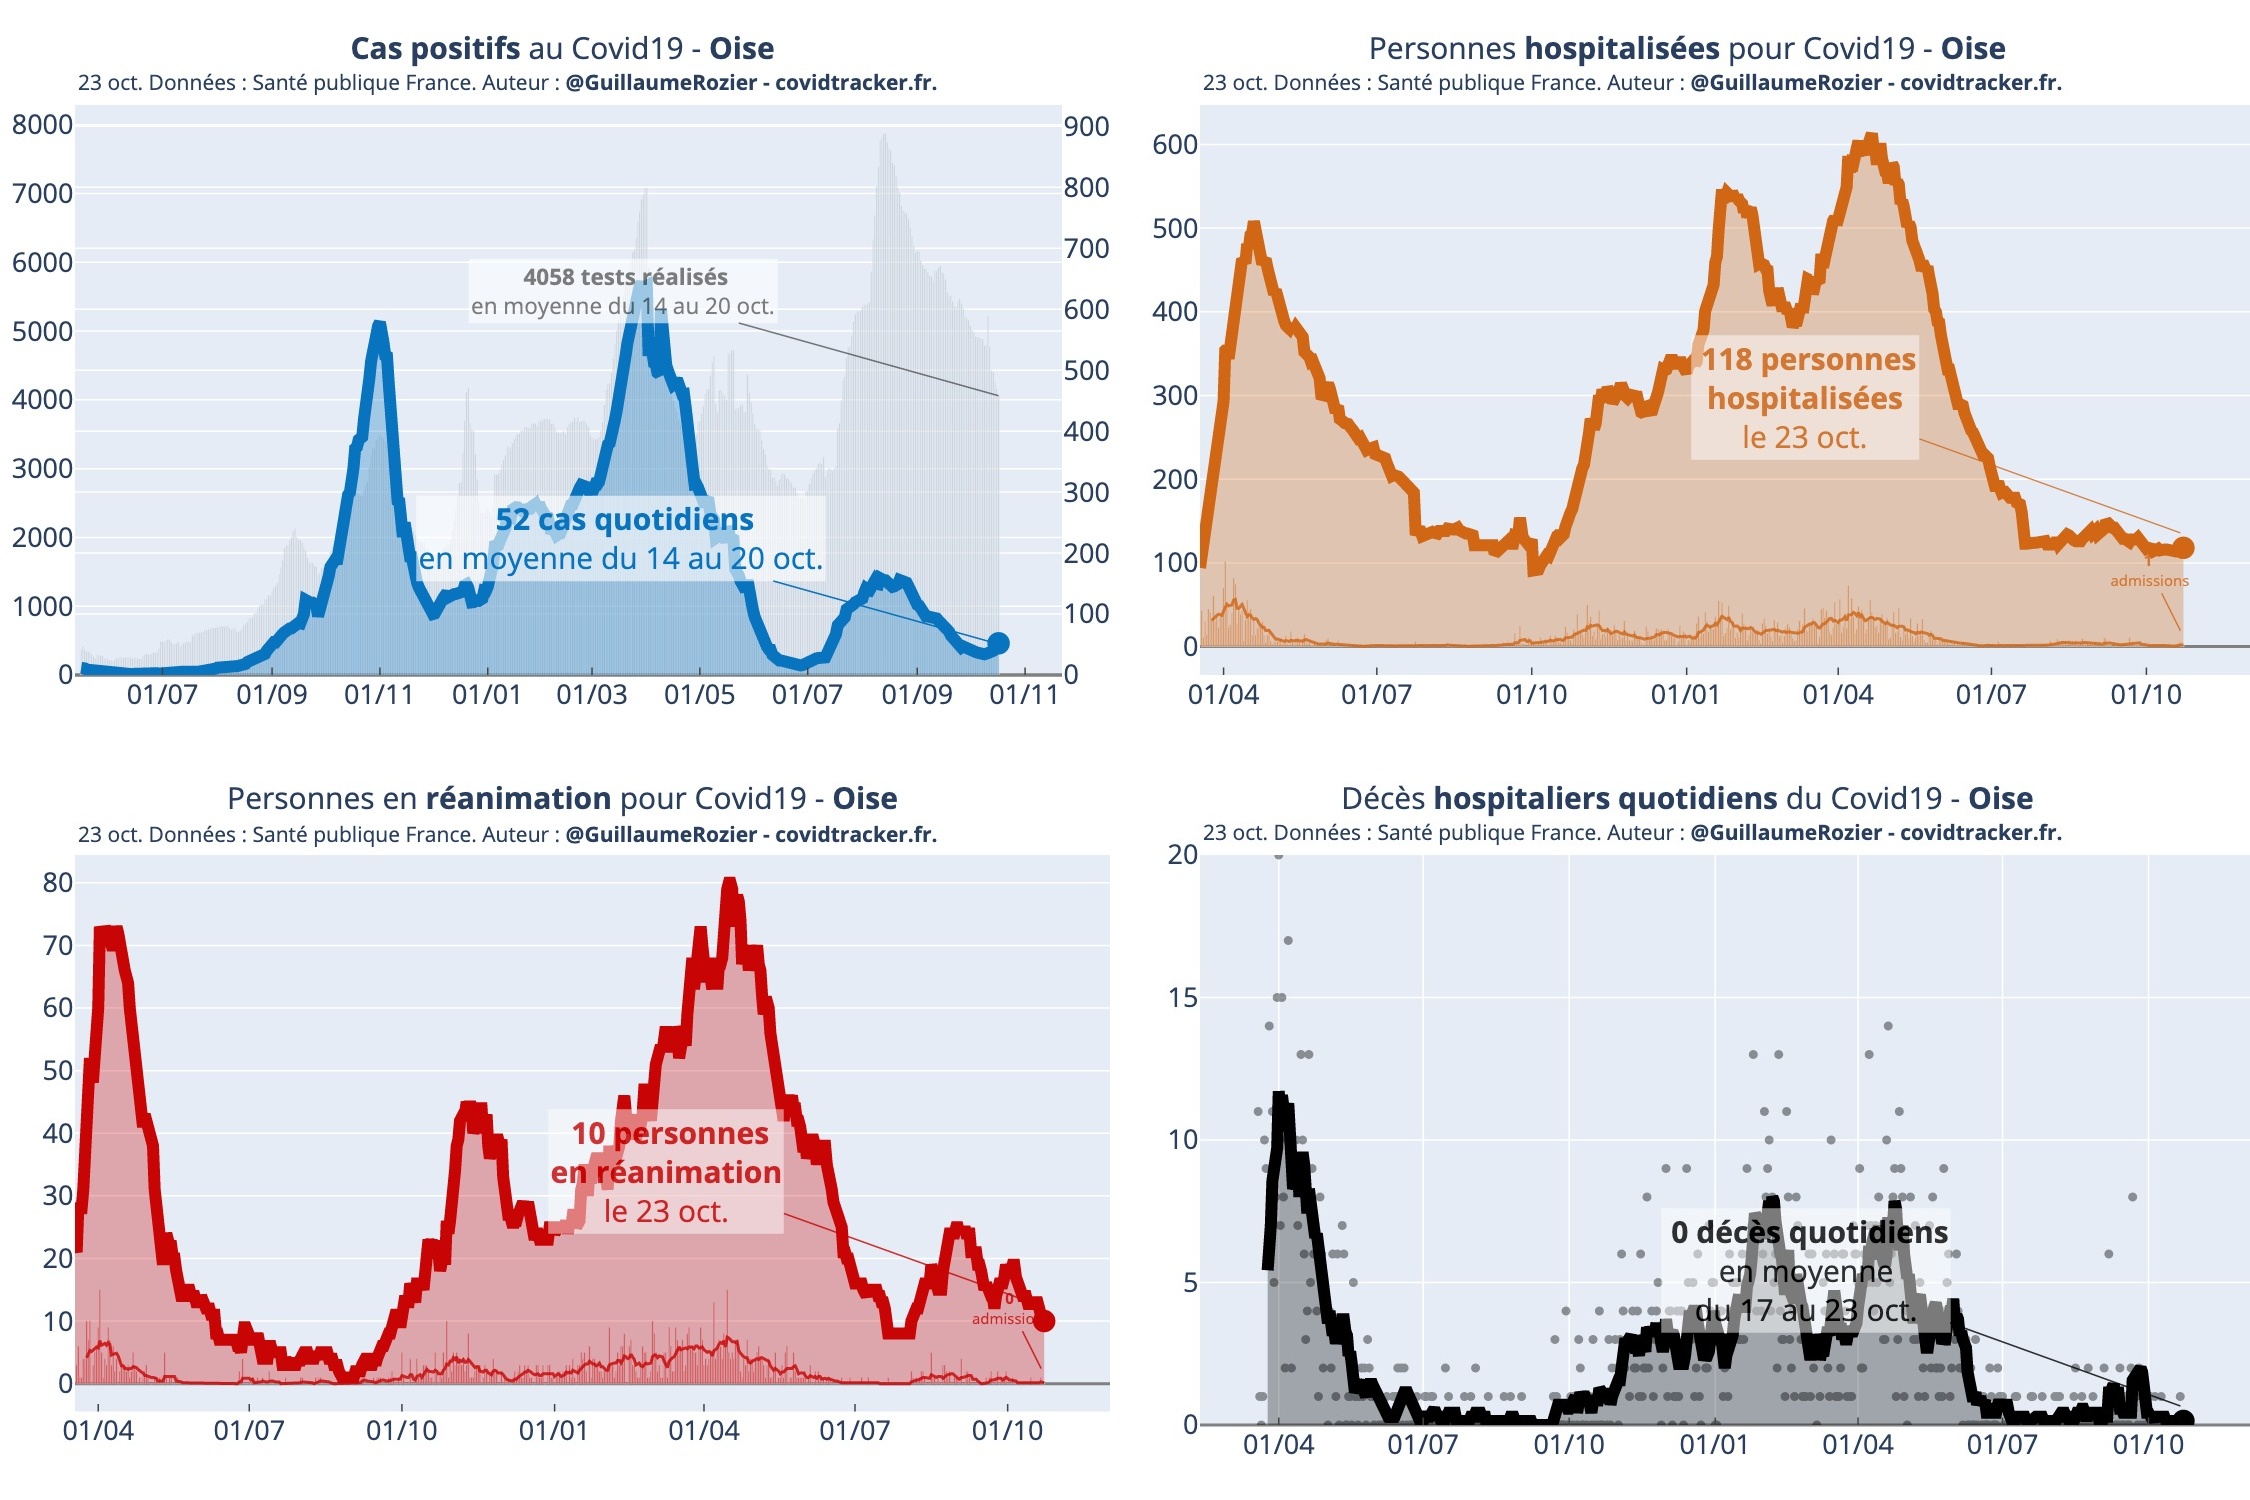 Cas positifs au Covid19 - Oise
23 oct. Données : Santé publique France. Auteur : @GuillaumeRozier - covidtracker.fr.
8000
7000
6000
5000
4000
3000
2000
1000
0
900
800
700
600
500
400
300
200
100
0
4058 tests réalisés
en moyenne du 14 au 20 oct.
52 cas quotidiens
en moyenne du 14 au 20 oct.
01/07 01/09 01/11 01/01 01/03 01/05 01/07 01/09 01/11
Personnes hospitalisées pour Covid19 - Oise
23 oct. Données : Santé publique France. Auteur : @GuillaumeRozier - covidtracker.fr.
600
500
400
300
200
100
0
118 personnes
hospitalisées
le 23 oct.
admissions
01/04 01/07 01/10 01/01 01/04 01/07 01/10
Personnes en réanimation pour Covid19 - Oise
23 oct. Données : Santé publique France. Auteur : @GuillaumeRozier - covidtracker.fr.
80
70
60
50
40
30
20
10
0
10 personnes
en réanimation
le 23 oct.
0
admissio
01/04 01/07 01/10 01/01 01/04 01/07 01/10
Décès hospitaliers quotidiens du Covid19 - Oise
23 oct. Données : Santé publique France. Auteur : @GuillaumeRozier - covidtracker.fr.
20
15
10
5
0
0 décès quotidiens
en moyenne
du 17 au 23 oct.
01/04 01/07 01/10 01/01 01/04 01/07 01/10